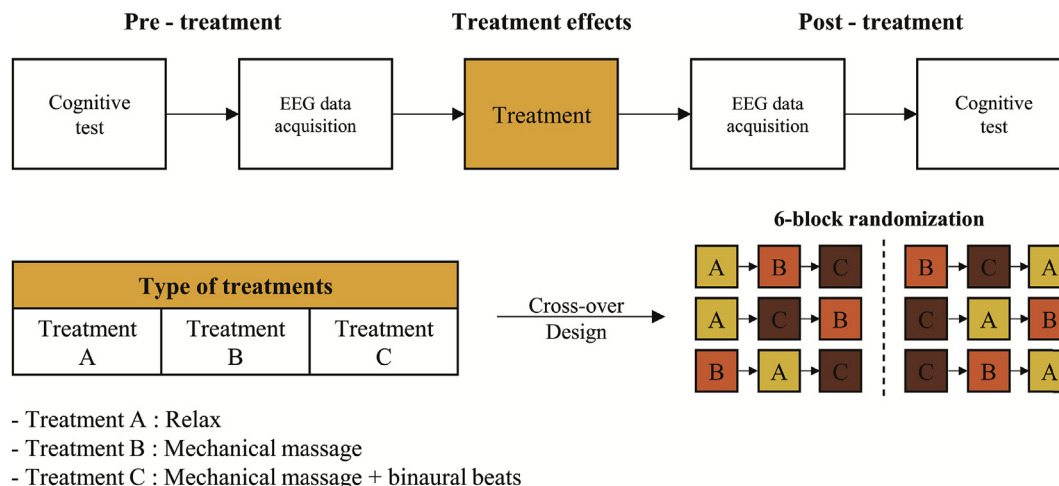 Pre - treatment
Treatment effects
Post - treatment
Cognitive
test
EEG data
acquisition
Treatment
EEG data
acquisition
Cognitive
test
6-block randomization
Type of treatments
Treatment
A
Treatment
B
Treatment
C
Cross-over
Design
A B C
B C A
A C B
C A B
B A C
C B A
- Treatment A : Relax
- Treatment B : Mechanical massage
- Treatment C : Mechanical massage + binaural beats